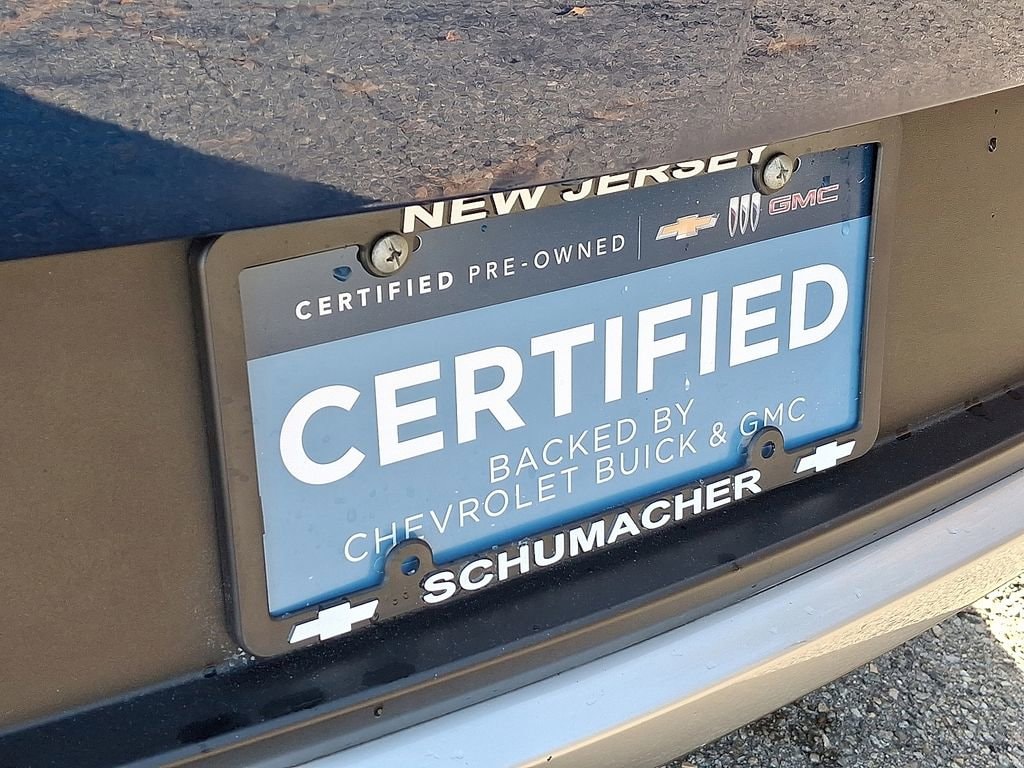 NEW JERSEY
CERTIFIED PRE-OWNED GMC
CERTIFIED
BACKED BY
CHEVROLET BUICK & GMC
SCHUMACHER